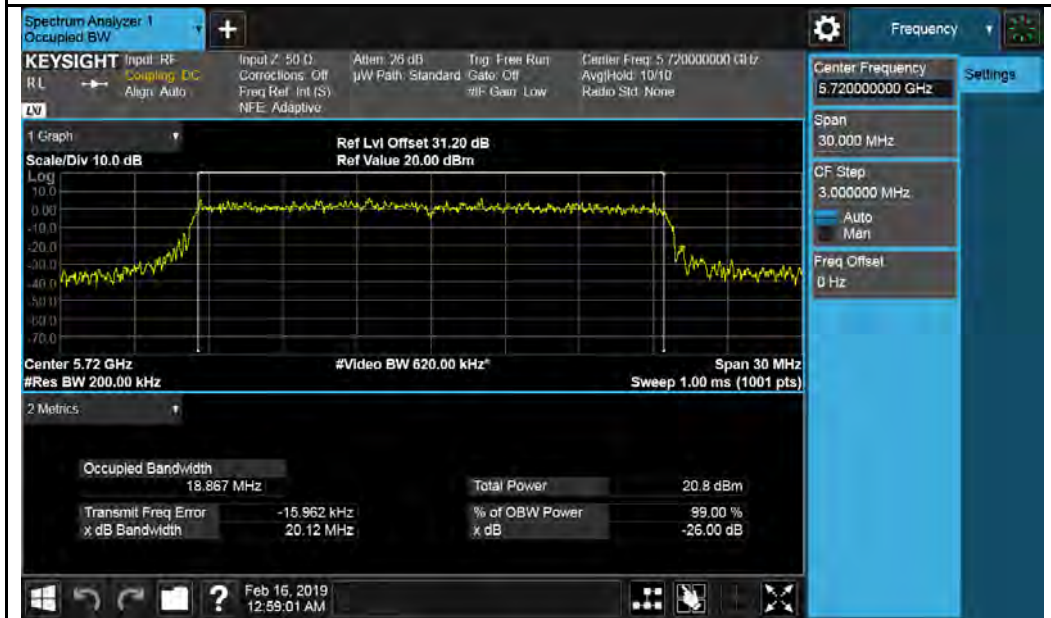 Spectrum Analyzer 1
Occupied BW
+
Frequency
KEYSIGHT
Input: RF
R L
Coupling: DC
Align: Auto
LXI
Input Z: 50 Ω
Corrections: Off
Freq Ref: Int (S)
NFE: Adaptive
Atten: 26 dB
µW Path: Standard
Trig: Free Run
Gate: Off
#IF Gain: Low
Center Freq: 5.720000000 GHz
Avg|Hold: 10/10
Radio Std: None
Center Frequency
5.720000000 GHz
Settings
Span
30.000 MHz
CF Step
3.000000 MHz
Auto
Man
Freq Offset
0 Hz
1 Graph
Scale/Div 10.0 dB
Ref Lvl Offset 31.20 dB
Ref Value 20.00 dBm
Log
10.0
0.00
-10.0
-20.0
-30.0
-40.0
-50.0
-60.0
-70.0
Center 5.72 GHz
#Video BW 620.00 kHz*
Span 30 MHz
#Res BW 200.00 kHz
Sweep 1.00 ms (1001 pts)
2 Metrics
Occupied Bandwidth
18.867 MHz
Total Power 20.8 dBm
Transmit Freq Error -15.962 kHz
% of OBW Power 99.00 %
x dB Bandwidth 20.12 MHz
x dB -26.00 dB
?
Feb 16, 2019
12:59:01 AM